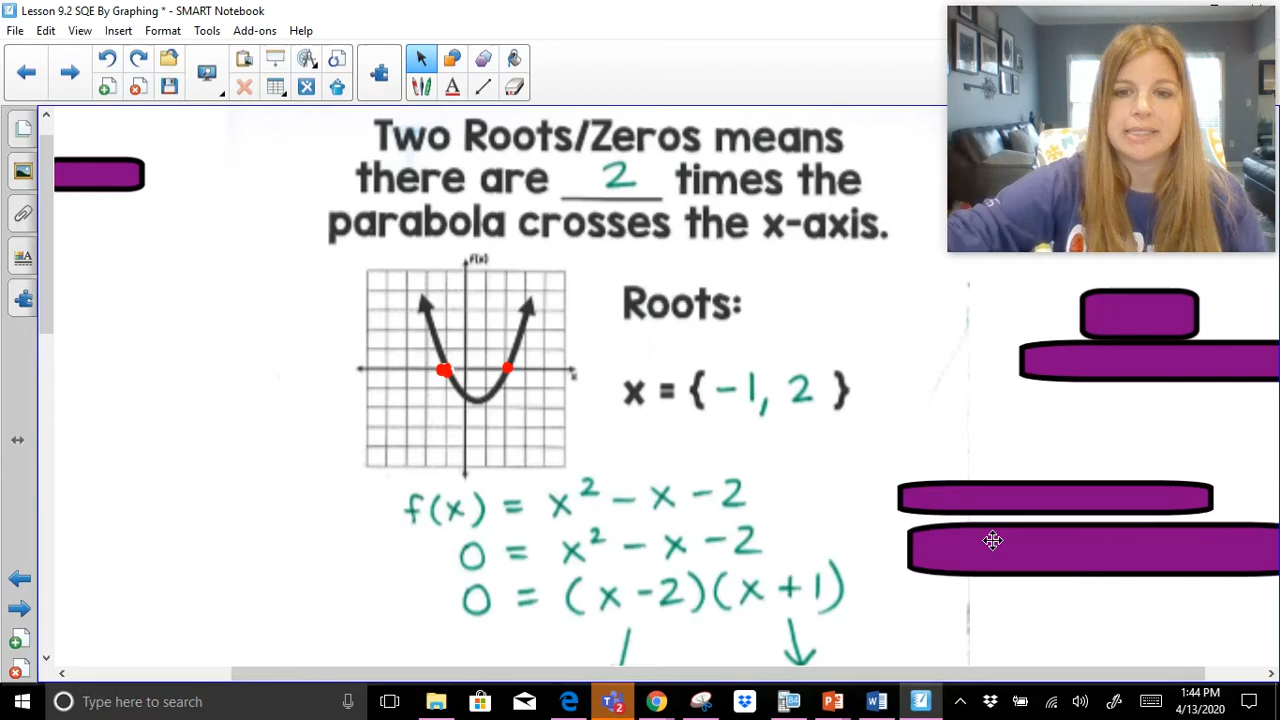 Lesson 9.2 SQE By Graphing * - SMART Notebook
File Edit View Insert Format Tools Add-ons Help
Two Roots/Zeros means
there are 2 times the
parabola crosses the x-axis.
f(x)
x
Roots:
x = { -1, 2 }
f(x) = x² - x - 2
0 = x² - x - 2
0 = (x - 2)(x + 1)
Type here to search
2
1:44 PM
4/13/2020